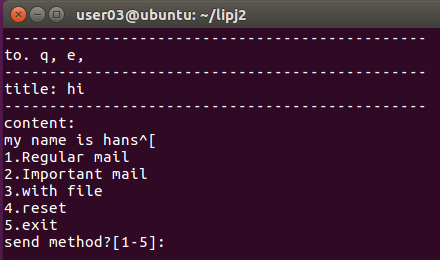 user03@ubuntu: ~/lipj2
-----------------------------------------------
to. q, e,
-----------------------------------------------
title: hi
-----------------------------------------------
content:
my name is hans^[
1.Regular mail
2.Important mail
3.with file
4.reset
5.exit
send method?[1-5]: